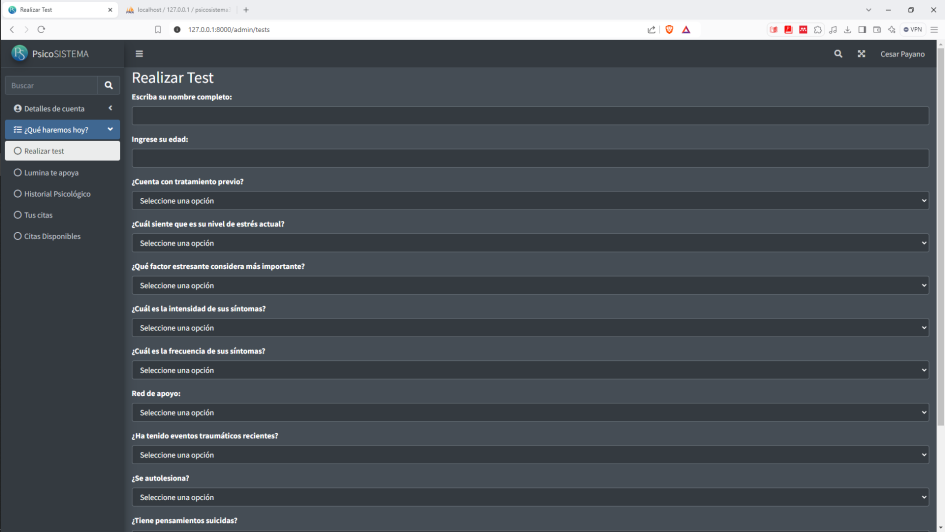 Realizar Test
localhost / 127.0.0.1 / psicosistema
127.0.0.1:8000/admin/tests
VPN
PsicoSISTEMA
Cesar Payano
Buscar
Detalles de cuenta
¿Qué haremos hoy?
Realizar test
Lumina te apoya
Historial Psicológico
Tus citas
Citas Disponibles
Realizar Test
Escriba su nombre completo:
Ingrese su edad:
¿Cuenta con tratamiento previo?
Seleccione una opción
¿Cuál siente que es su nivel de estrés actual?
Seleccione una opción
¿Qué factor estresante considera más importante?
Seleccione una opción
¿Cuál es la intensidad de sus síntomas?
Seleccione una opción
¿Cuál es la frecuencia de sus síntomas?
Seleccione una opción
Red de apoyo:
Seleccione una opción
¿Ha tenido eventos traumáticos recientes?
Seleccione una opción
¿Se autolesiona?
Seleccione una opción
¿Tiene pensamientos suicidas?